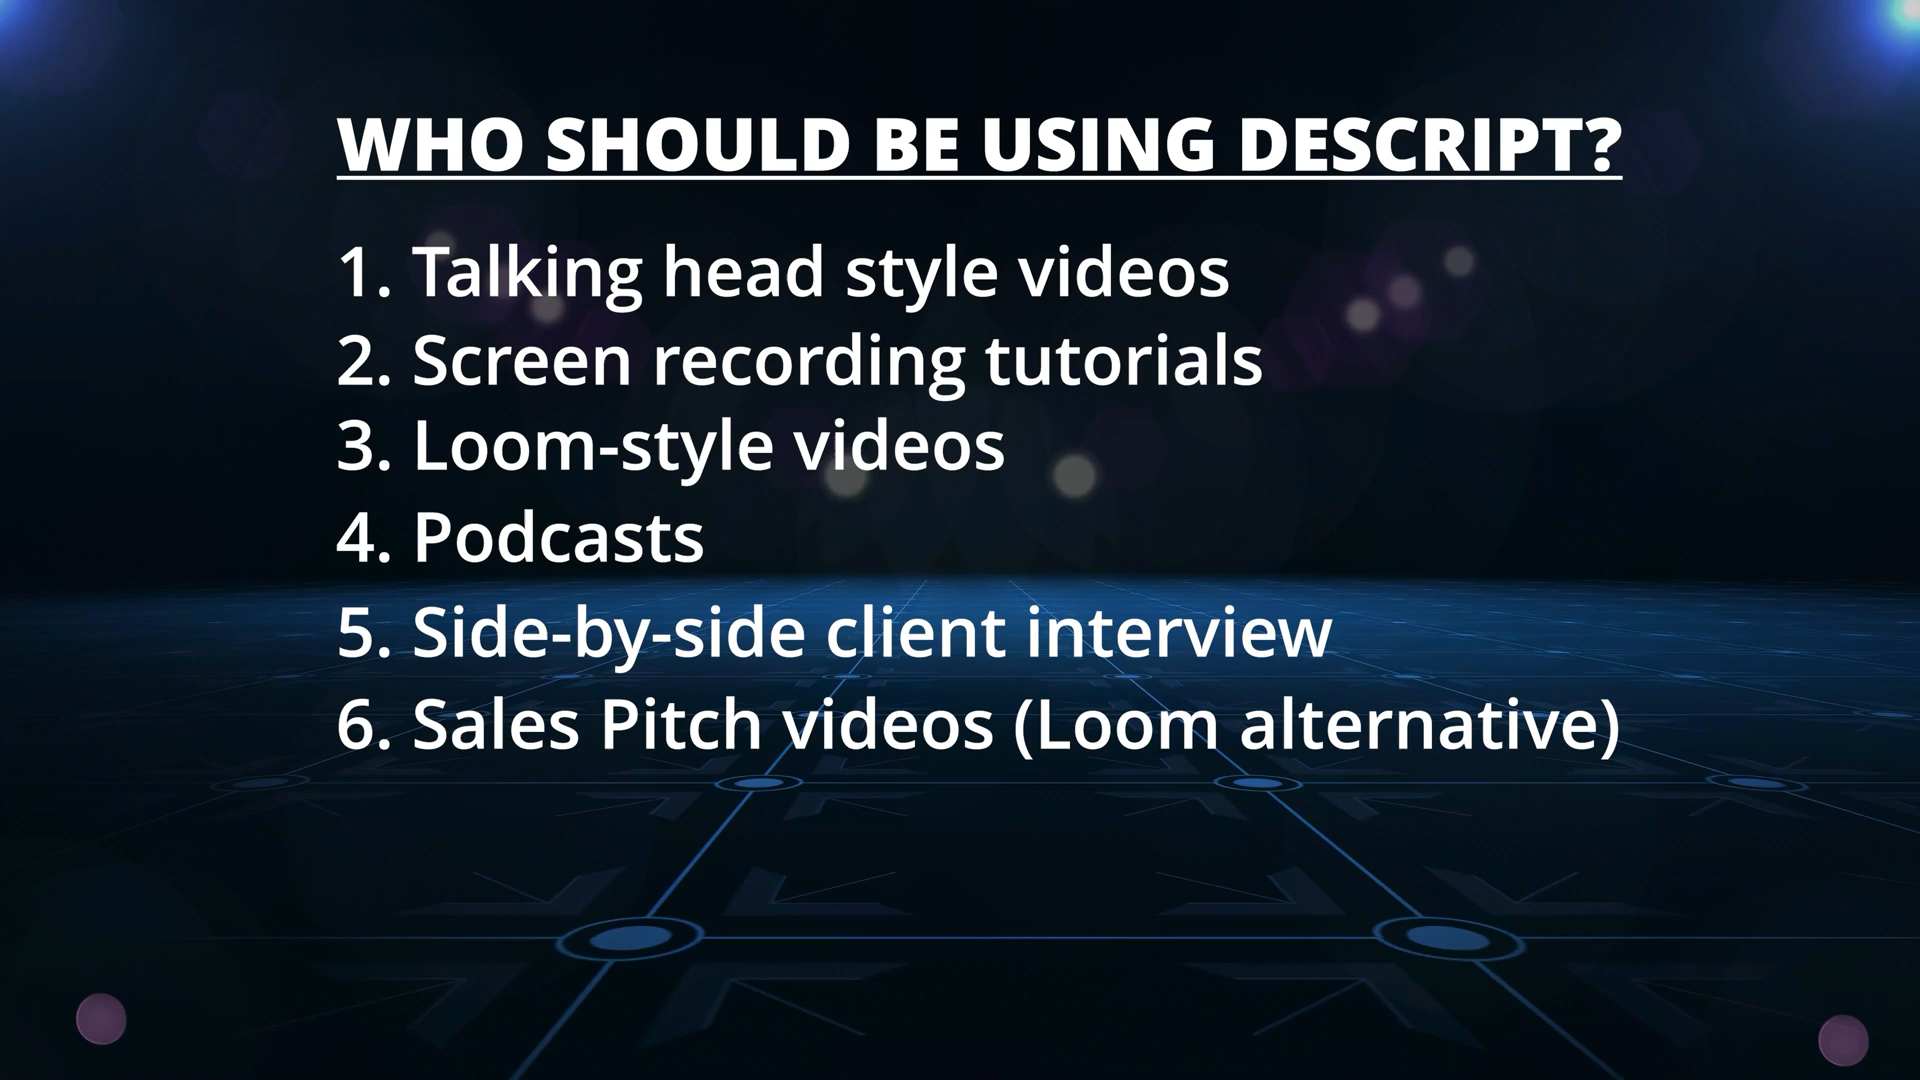 WHO SHOULD BE USING DESCRIPT?
1. Talking head style videos
2. Screen recording tutorials
3. Loom-style videos
4. Podcasts
5. Side-by-side client interview
6. Sales Pitch videos (Loom alternative)